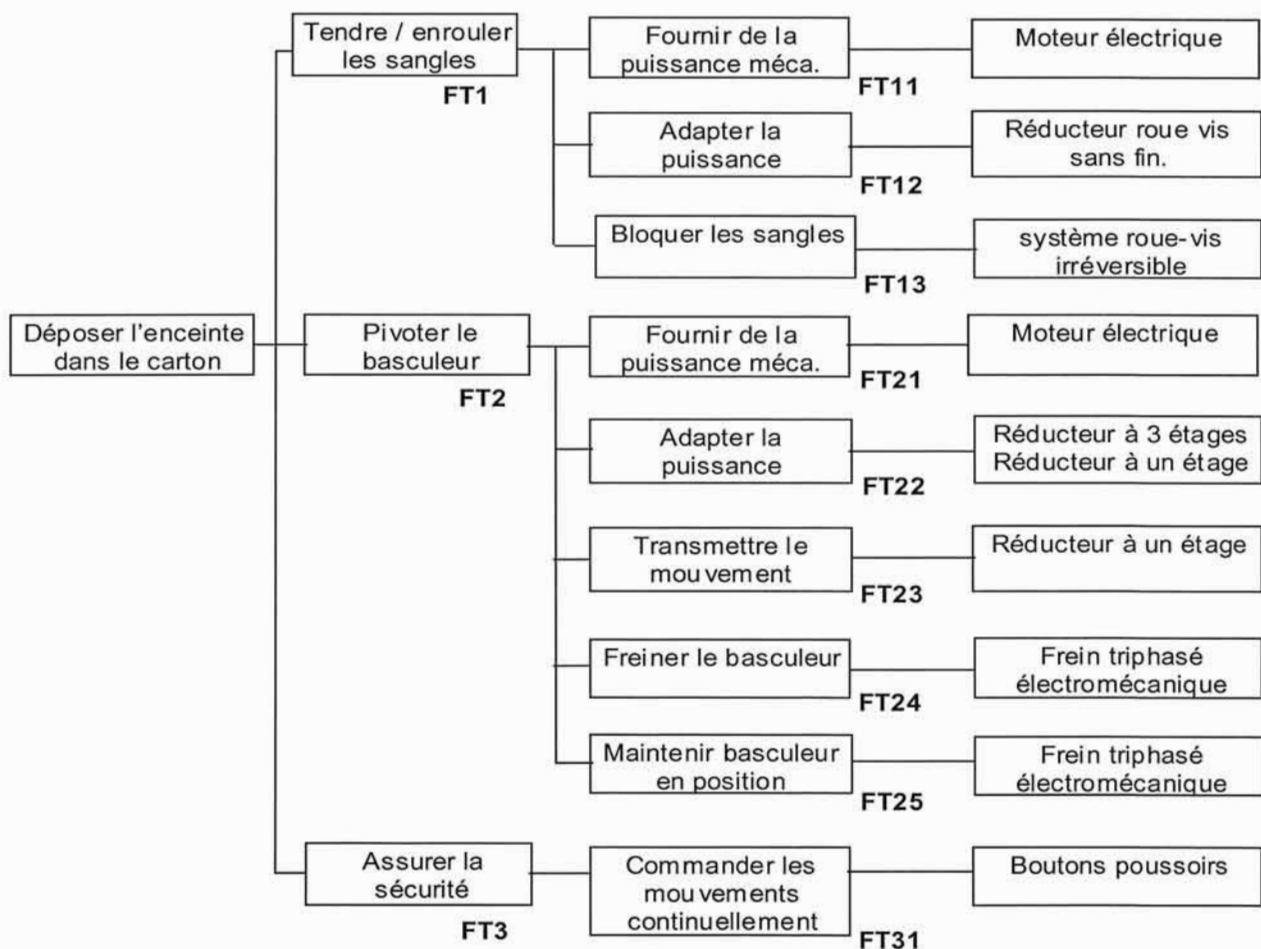 Tendre / enrouler
les sangles
FT1
Fournir de la
puissance méca.
FT11
Moteur électrique
Adapter la
puissance
FT12
Réducteur roue vis
sans fin.
Bloquer les sangles
FT13
système roue-vis
irréversible
Déposer l'enceinte
dans le carton
Pivoter le
basculeur
FT2
Fournir de la
puissance méca.
FT21
Moteur électrique
Adapter la
puissance
FT22
Réducteur à 3 étages
Réducteur à un étage
Transmettre le
mouvement
FT23
Réducteur à un étage
Freiner le basculeur
FT24
Frein triphasé
électromécanique
Maintenir basculeur
en position
FT25
Frein triphasé
électromécanique
Assurer la
sécurité
FT3
Commander les
mouvements
continuellement
FT31
Boutons poussoirs